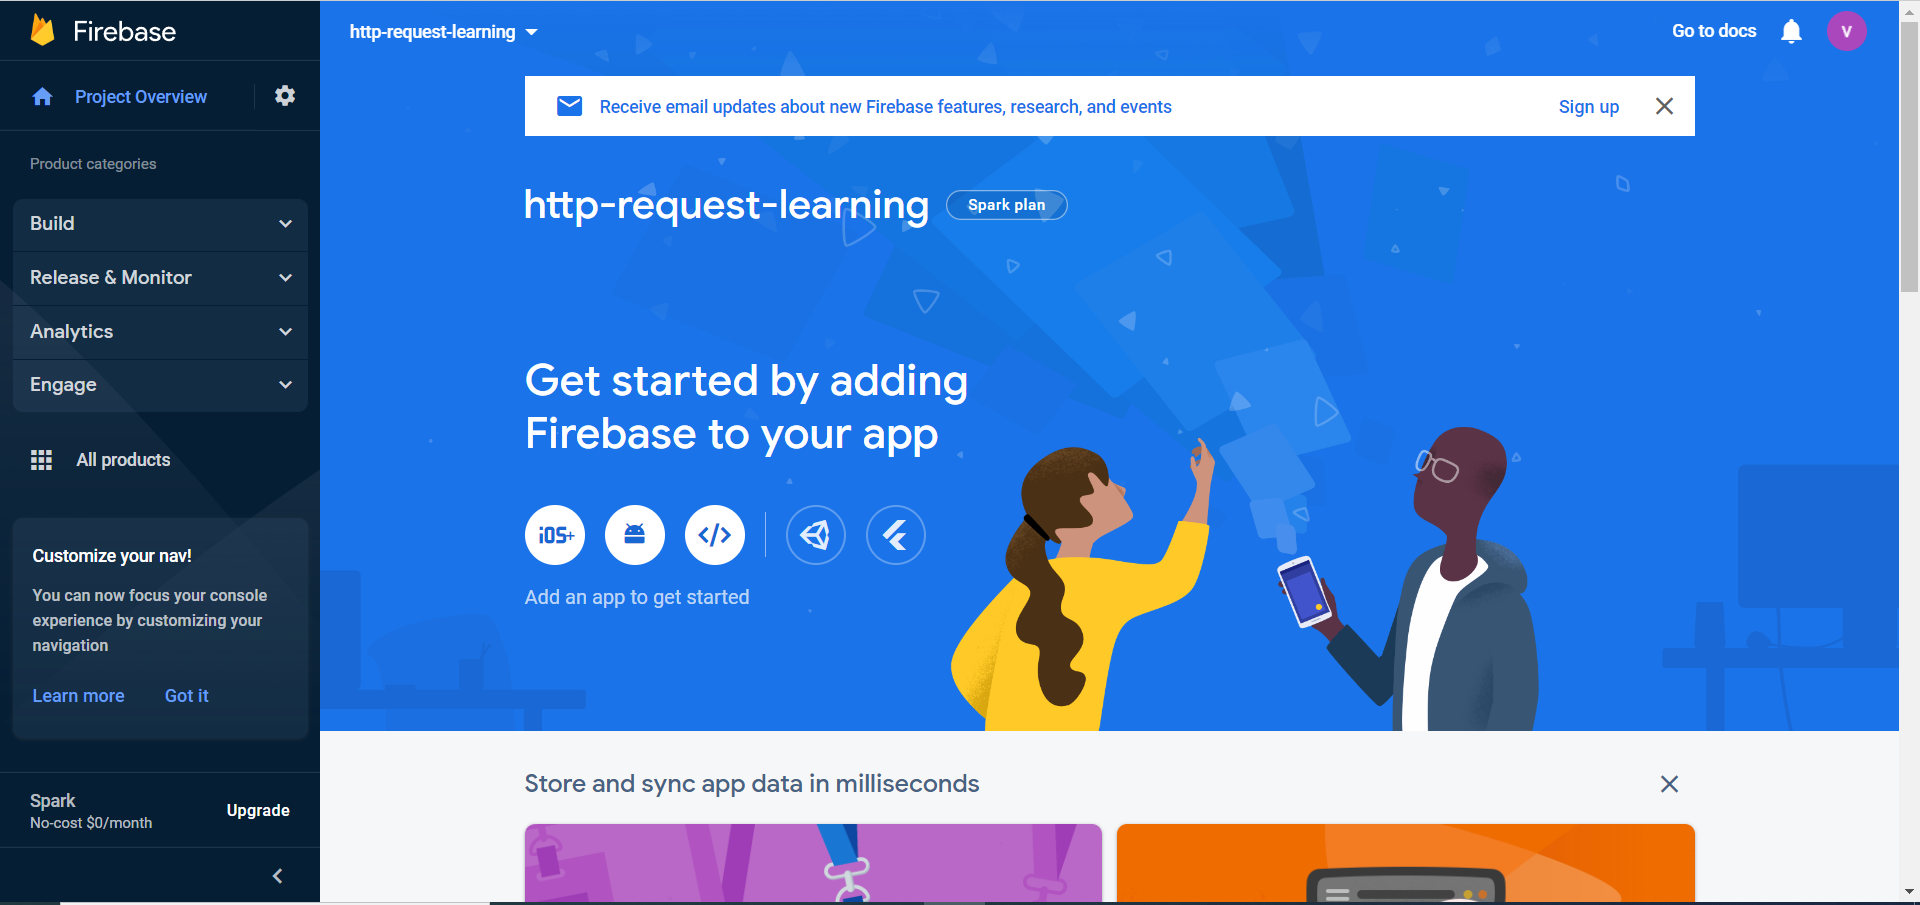 Firebase
http-request-learning
Go to docs
V
Project Overview
Receive email updates about new Firebase features, research, and events
Sign up
Product categories
Build
Release & Monitor
Analytics
Engage
All products
Customize your nav!
You can now focus your console
experience by customizing your
navigation
Learn more
Got it
Spark
No-cost $0/month
Upgrade
http-request-learning
Spark plan
Get started by adding
Firebase to your app
iOS+
Add an app to get started
Store and sync app data in milliseconds